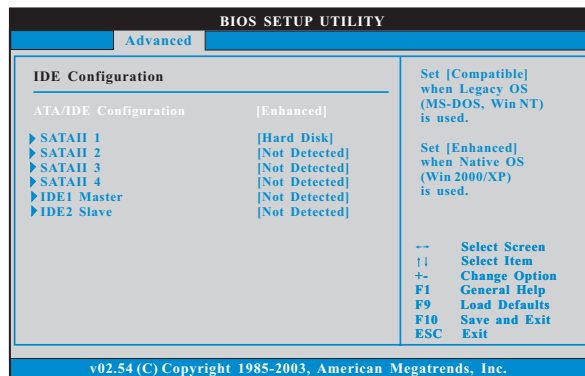 BIOS SETUP UTILITY
Advanced
IDE Configuration
ATA/IDE Configuration [Enhanced]
SATAII 1 [Hard Disk]
SATAII 2 [Not Detected]
SATAII 3 [Not Detected]
SATAII 4 [Not Detected]
IDE1 Master [Not Detected]
IDE2 Slave [Not Detected]
Set [Compatible]
when Legacy OS
(MS-DOS, Win NT)
is used.
Set [Enhanced]
when Native OS
(Win 2000/XP)
is used.
←→ Select Screen
↑↓ Select Item
+- Change Option
F1 General Help
F9 Load Defaults
F10 Save and Exit
ESC Exit
v02.54 (C) Copyright 1985-2003, American Megatrends, Inc.